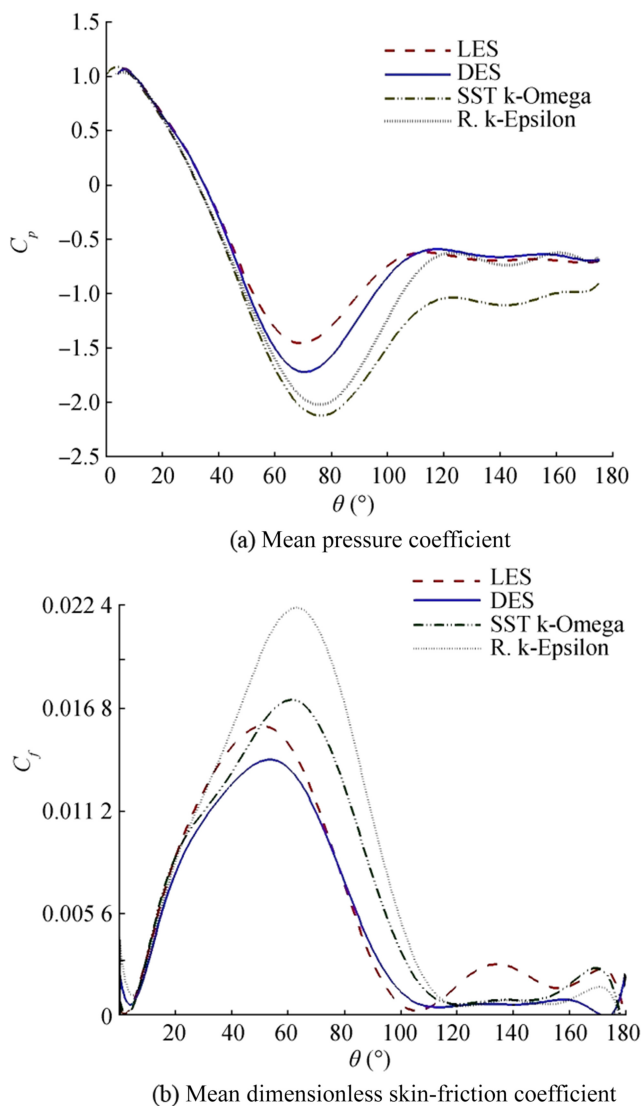 LES
DES
SST k-Omega
R. k-Epsilon
1.5
1.0
0.5
0
−0.5
−1.0
−1.5
−2.0
−2.5
C_p
0 20 40 60 80 100 120 140 160 180
θ (°)
(a) Mean pressure coefficient
LES
DES
SST k-Omega
R. k-Epsilon
0.022 4
0.016 8
0.011 2
0.005 6
0
C_f
20 40 60 80 100 120 140 160 180
θ (°)
(b) Mean dimensionless skin-friction coefficient